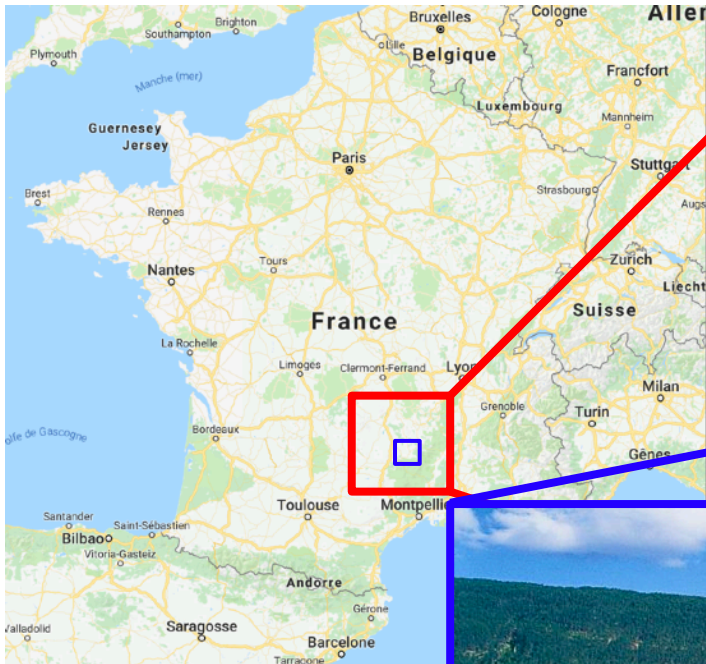 Bruxelles
Cologne
Aller
Brighton
Southampton
Plymouth
Lille
Belgique
Francfort
Manche (mer)
Luxembourg
Mannheim
Guernesey
Jersey
Paris
Stuttgart
Strasbourg
Brest
Augs
Rennes
Zurich
Tours
Nantes
Liecht
Suisse
France
La Rochelle
Limoges
Clermont-Ferrand
Lyon
Milan
Grenoble
Turin
Bordeaux
olfe de Gascogne
Gênes
Toulouse
Montpellie
Santander
Saint-Sébastien
Bilbao
Vitoria-Gasteiz
Andorre
Gérone
Valladolid
Saragosse
Barcelone
Tarragone